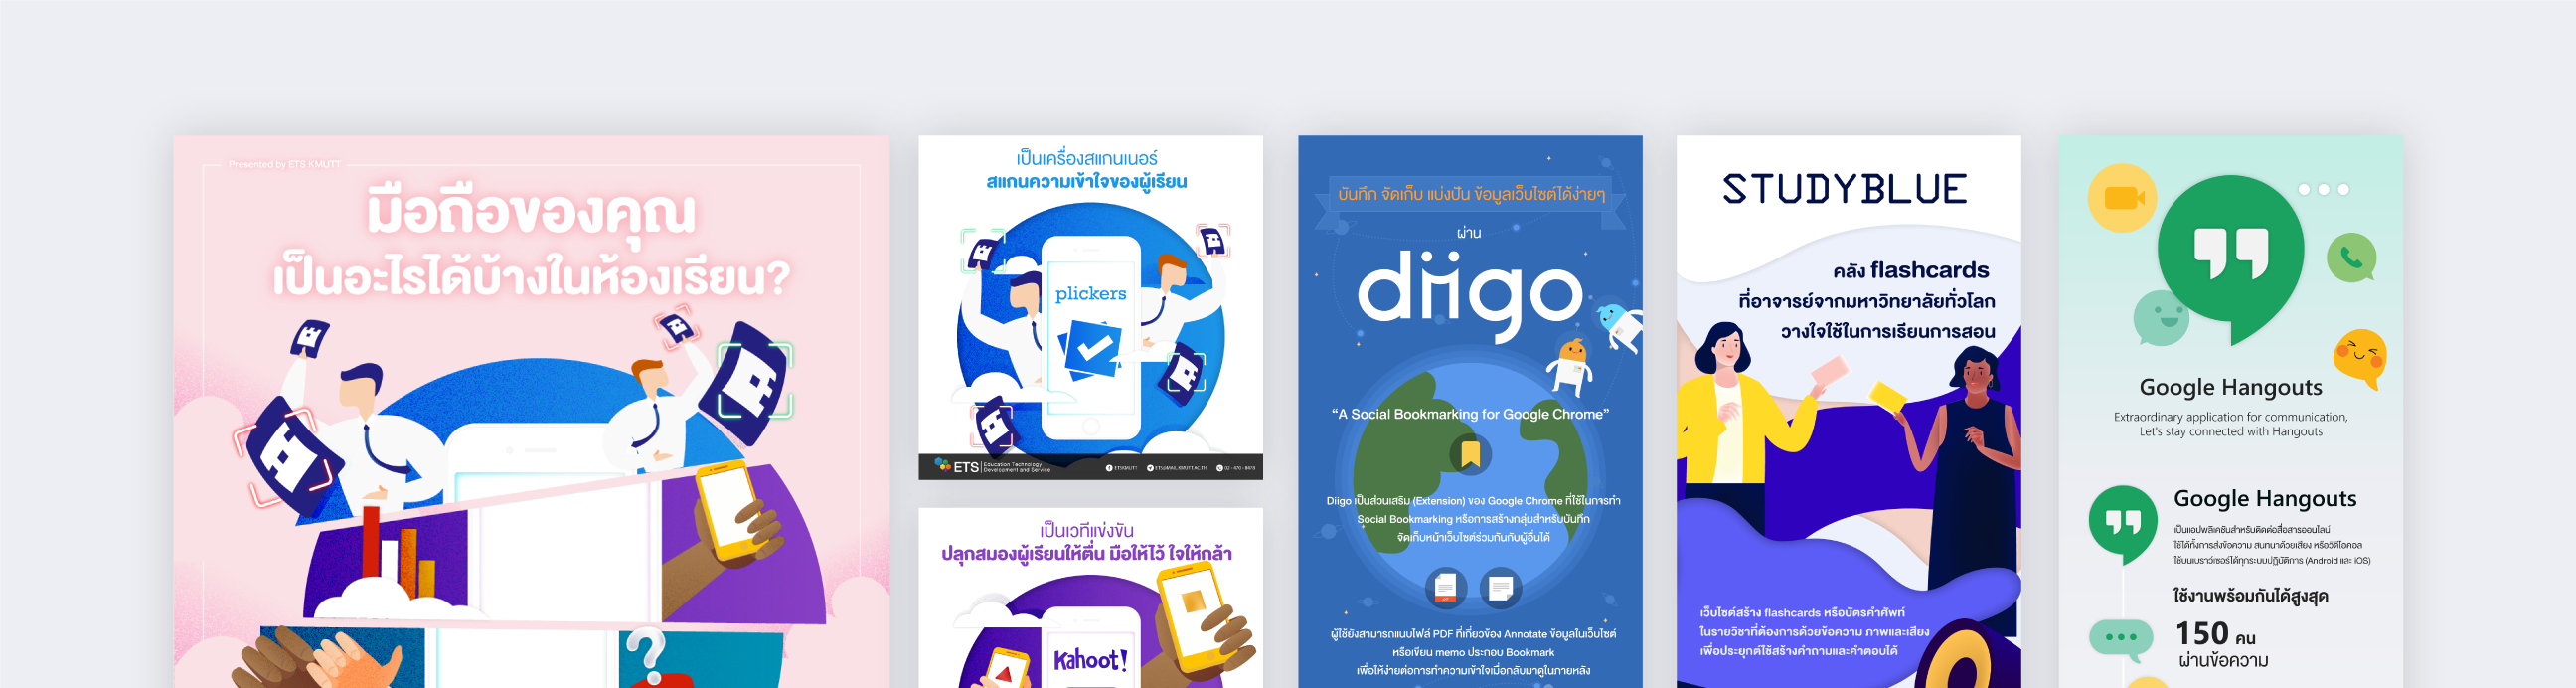 Presented by ETS KMUTT
มือถือของคุณ
เป็นอะไรได้บ้างในห้องเรียน?
เป็นเครื่องสแกนเนอร์
สแกนความเข้าใจของผู้เรียน
plickers
ETS Education Technology
Development and Service
ETSKMUTT
ETS@MAIL.KMUTT.AC.TH
เป็นเวทีแข่งขัน
ปลุกสมองผู้เรียนให้ตื่น มือให้ไว้ ใจให้กล้า
Kahoot!
บันทึก จัดเก็บ แบ่งปัน ข้อมูลเว็บไซต์ได้ง่ายๆ
ผ่าน
diigo
“A Social Bookmarking for Google Chrome”
Diigo เป็นส่วนเสริม (Extension) ของ Google Chrome ที่ใช้ในการทำ
Social Bookmarking หรือการสร้างกลุ่มสำหรับบันทึก
จัดเก็บหน้าเว็บไซต์ร่วมกันกับผู้อื่นได้
ผู้ใช้ยังสามารถแนบไฟล์ PDF ที่เกี่ยวข้อง Annotate ข้อมูลในเว็บไซต์
หรือเขียน memo ประกอบ Bookmark
เพื่อให้ง่ายต่อการทำความเข้าใจเมื่อกลับมาดูในภายหลัง
STUDYBLUE
คลัง flashcards
ที่อาจารย์จากมหาวิทยาลัยทั่วโลก
วางใจใช้ในการเรียนการสอน
เว็บไซต์สร้าง flashcards หรือบัตรคำศัพท์
ในรายวิชาที่ต้องการด้วยข้อความ ภาพและเสียง
เพื่อประยุกต์ใช้สร้างคำถามและคำตอบได้
Google Hangouts
Extraordinary application for communication,
Let's stay connected with Hangouts
Google Hangouts
เป็นแอปพลิเคชันสำหรับติดต่อสื่อสารออนไลน์
ใช้ได้ทั้งการส่งข้อความ สนทนาด้วยเสียง หรือวิดีโอคอล
ใช้บนเบราว์เซอร์ได้ทุกระบบปฏิบัติการ (Android และ iOS)
ใช้งานพร้อมกันได้สูงสุด
150 คน
ผ่านข้อความ